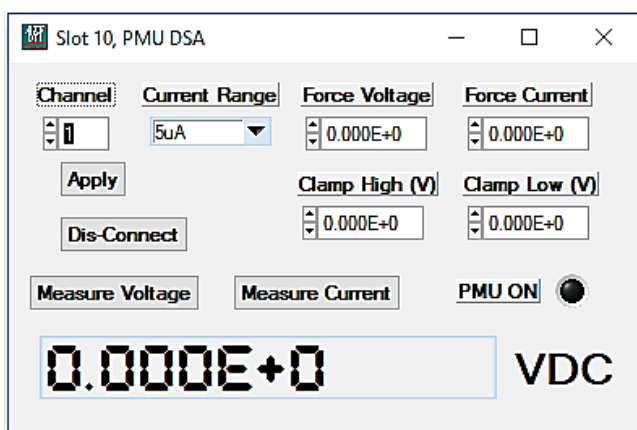 Slot 10, PMU DSA
Channel Current Range Force Voltage Force Current
1 5uA 0.000E+0 0.000E+0
Apply Clamp High (V) Clamp Low (V)
0.000E+0 0.000E+0
Dis-Connect
Measure Voltage Measure Current PMU ON
0.000E+0 VDC